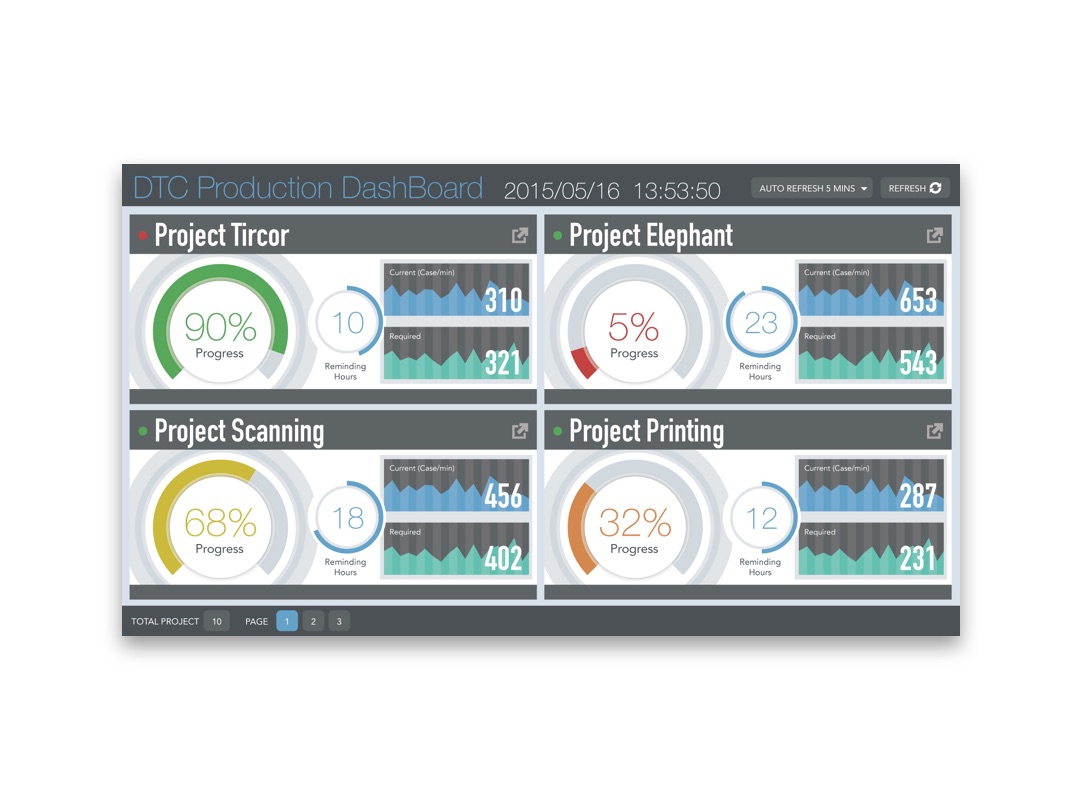 DTC Production DashBoard 2015/05/16 13:53:50 AUTO REFRESH 5 MINS REFRESH
Project Tircor
90%
Progress
10
Reminding
Hours
Current (Case/min)
310
Required
321
Project Elephant
5%
Progress
23
Reminding
Hours
Current (Case/min)
653
Required
543
Project Scanning
68%
Progress
18
Reminding
Hours
Current (Case/min)
456
Required
402
Project Printing
32%
Progress
12
Reminding
Hours
Current (Case/min)
287
Required
231
TOTAL PROJECT 10 PAGE 1 2 3